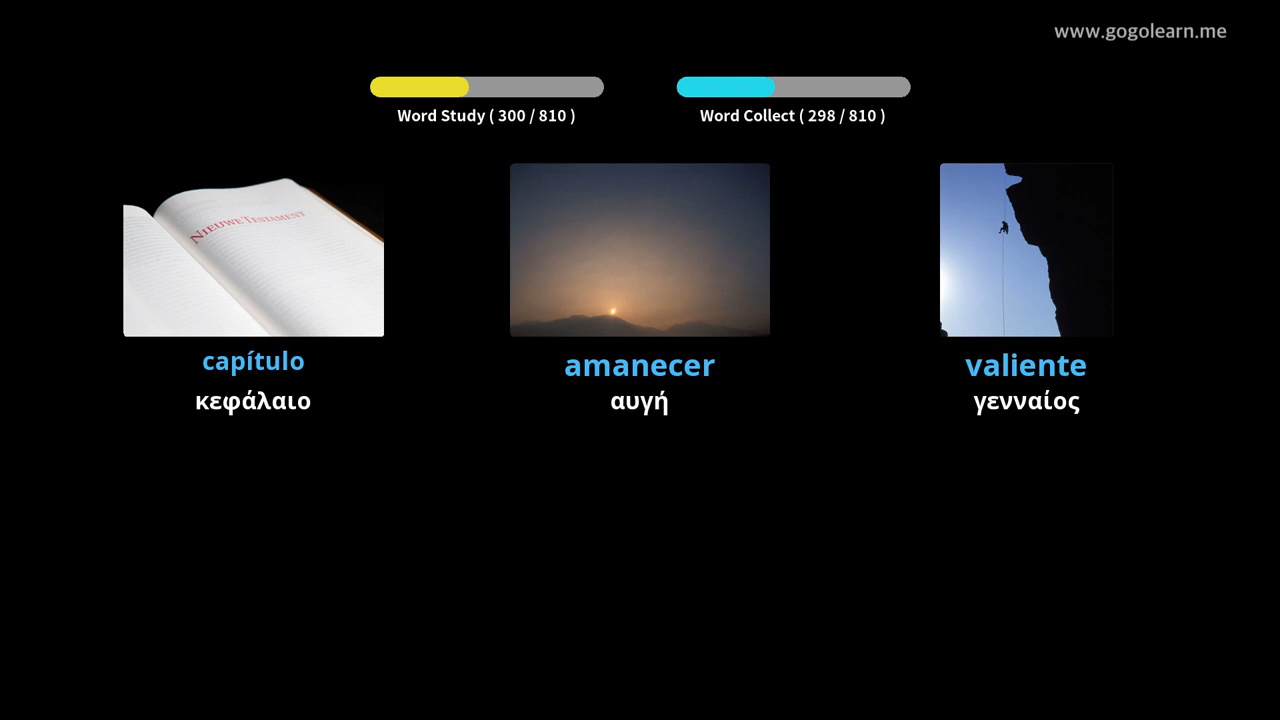 www.gogolearn.me
Word Study ( 300 / 810 )
Word Collect ( 298 / 810 )
NIEUWE TESTAMENT
capítulo
amanecer
valiente
κεφάλαιο
αυγή
γενναίος